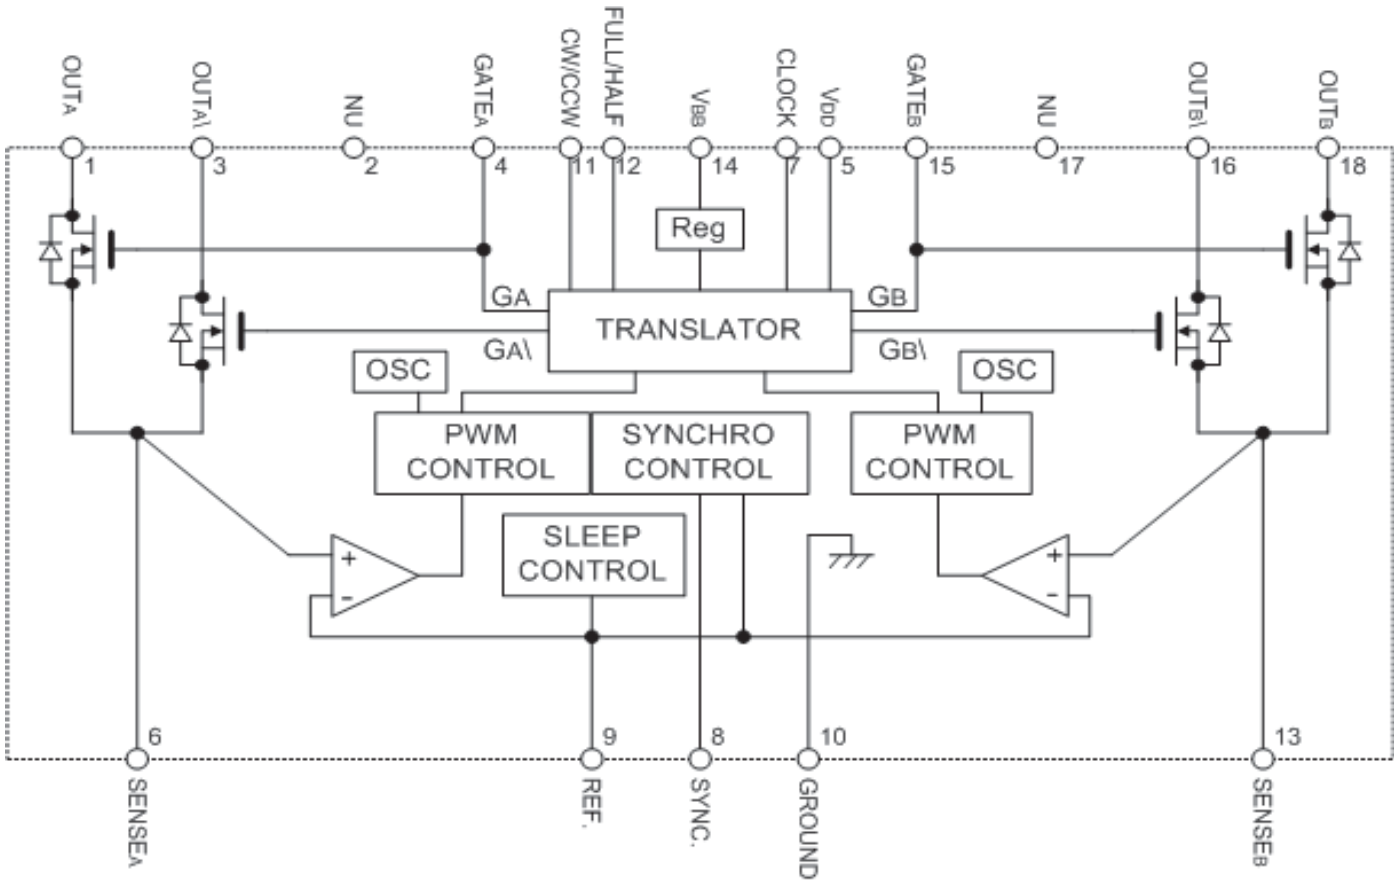 OUTA
OUTA\
NU
GATEA
CW/CCW
FULL/HALF
VBB
CLOCK
VDD
GATEB
NU
OUTB\
OUTB
1
3
2
4
11
12
14
7
5
15
17
16
18
Reg
GA
GB
TRANSLATOR
GA\
GB\
OSC
OSC
PWM
CONTROL
SYNCHRO
CONTROL
PWM
CONTROL
SLEEP
CONTROL
+
-
+
-
6
9
8
10
13
SENSEA
REF.
SYNC.
GROUND
SENSEB